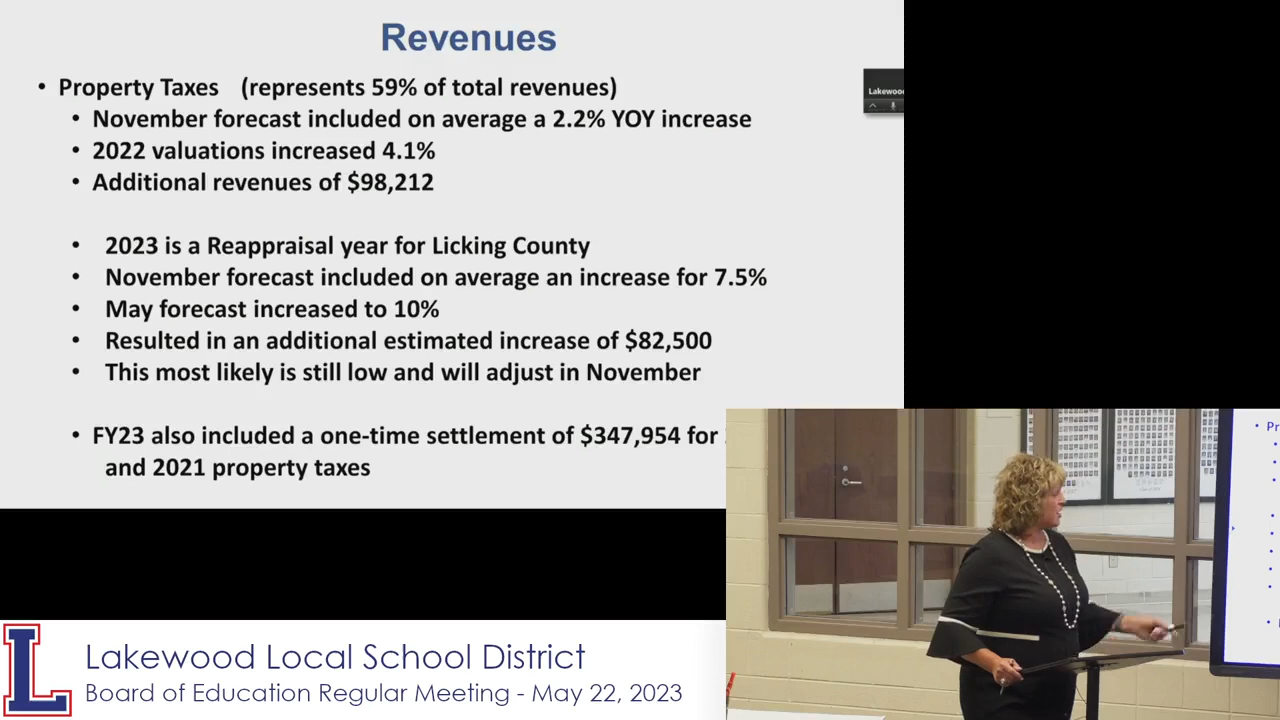 Revenues
• Property Taxes (represents 59% of total revenues)
• November forecast included on average a 2.2% YOY increase
• 2022 valuations increased 4.1%
• Additional revenues of $98,212
• 2023 is a Reappraisal year for Licking County
• November forecast included on average an increase for 7.5%
• May forecast increased to 10%
• Resulted in an additional estimated increase of $82,500
• This most likely is still low and will adjust in November
• FY23 also included a one-time settlement of $347,954 for
and 2021 property taxes
Lakewoo
• Pr
L
Lakewood Local School District
Board of Education Regular Meeting - May 22, 2023